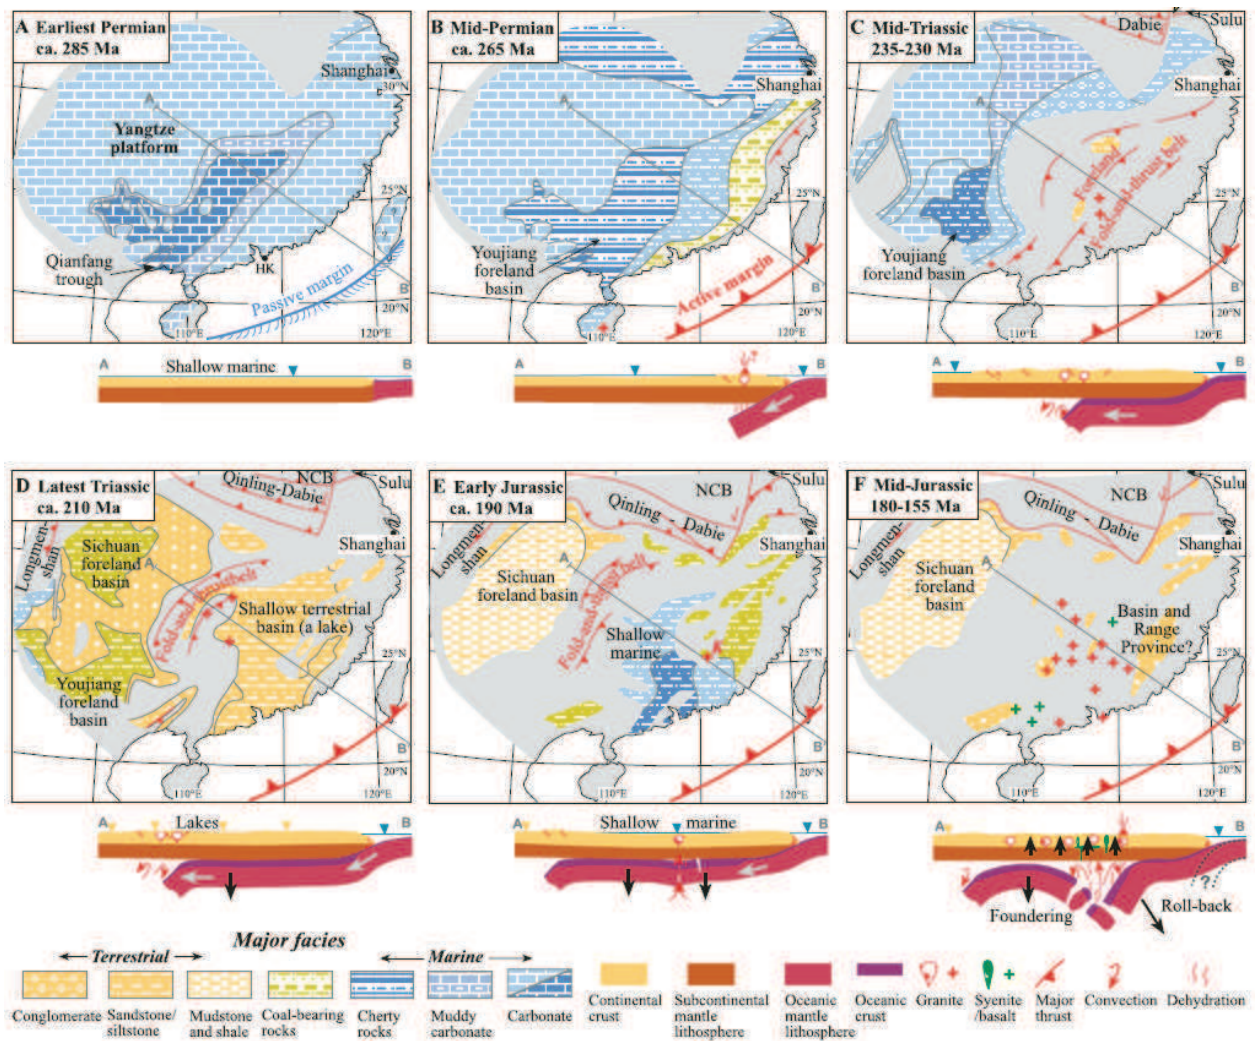 A Earliest Permian
ca. 285 Ma
Shanghai
30°N
A
Yangtze
platform
25°N
?
Qianfang
trough
HK
Passive margin
B
20°N
110°E
120°E
B Mid-Permian
ca. 265 Ma
Shanghai
A
25°N
Youjiang
foreland
basin
Active margin
B
20°N
110°E
120°E
C Mid-Triassic
235-230 Ma
Dabie
Sulu
Shanghai
A
Foreland
Fold-and-thrust belt
25°N
Youjiang
foreland basin
B
20°N
110°E
120°E
A
Shallow marine
B
A
B
A
B
D Latest Triassic
ca. 210 Ma
NCB
Qinling-Dabie
Sulu
Longmen-
shan
Shanghai
Sichuan
foreland
basin
A
Fold-and-thrust belt
Shallow terrestrial
basin (a lake)
25°N
Youjiang
foreland
basin
B
20°N
110°E
120°E
E Early Jurassic
ca. 190 Ma
NCB
Sulu
Qinling - Dabie
Longmen-
shan
Shanghai
A
Sichuan
foreland basin
Fold-and-thrust belt
Shallow
marine
25°N
B
20°N
110°E
120°E
F Mid-Jurassic
180-155 Ma
NCB
Sulu
Qinling - Dabie
Longmen-
shan
Shanghai
A
Sichuan
foreland
basin
Basin and
Range
Province?
25°N
B
20°N
110°E
120°E
A
Lakes
B
A
Shallow marine
B
A
B
?
Foundering
Roll-back
Major facies
Terrestrial
Marine
Conglomerate
Sandstone/
siltstone
Mudstone
and shale
Coal-bearing
rocks
Cherty
rocks
Muddy
carbonate
Carbonate
Continental
crust
Subcontinental
mantle
lithosphere
Oceanic
mantle
lithosphere
Oceanic
crust
Granite
Syenite
/basalt
Major
thrust
Convection
Dehydration